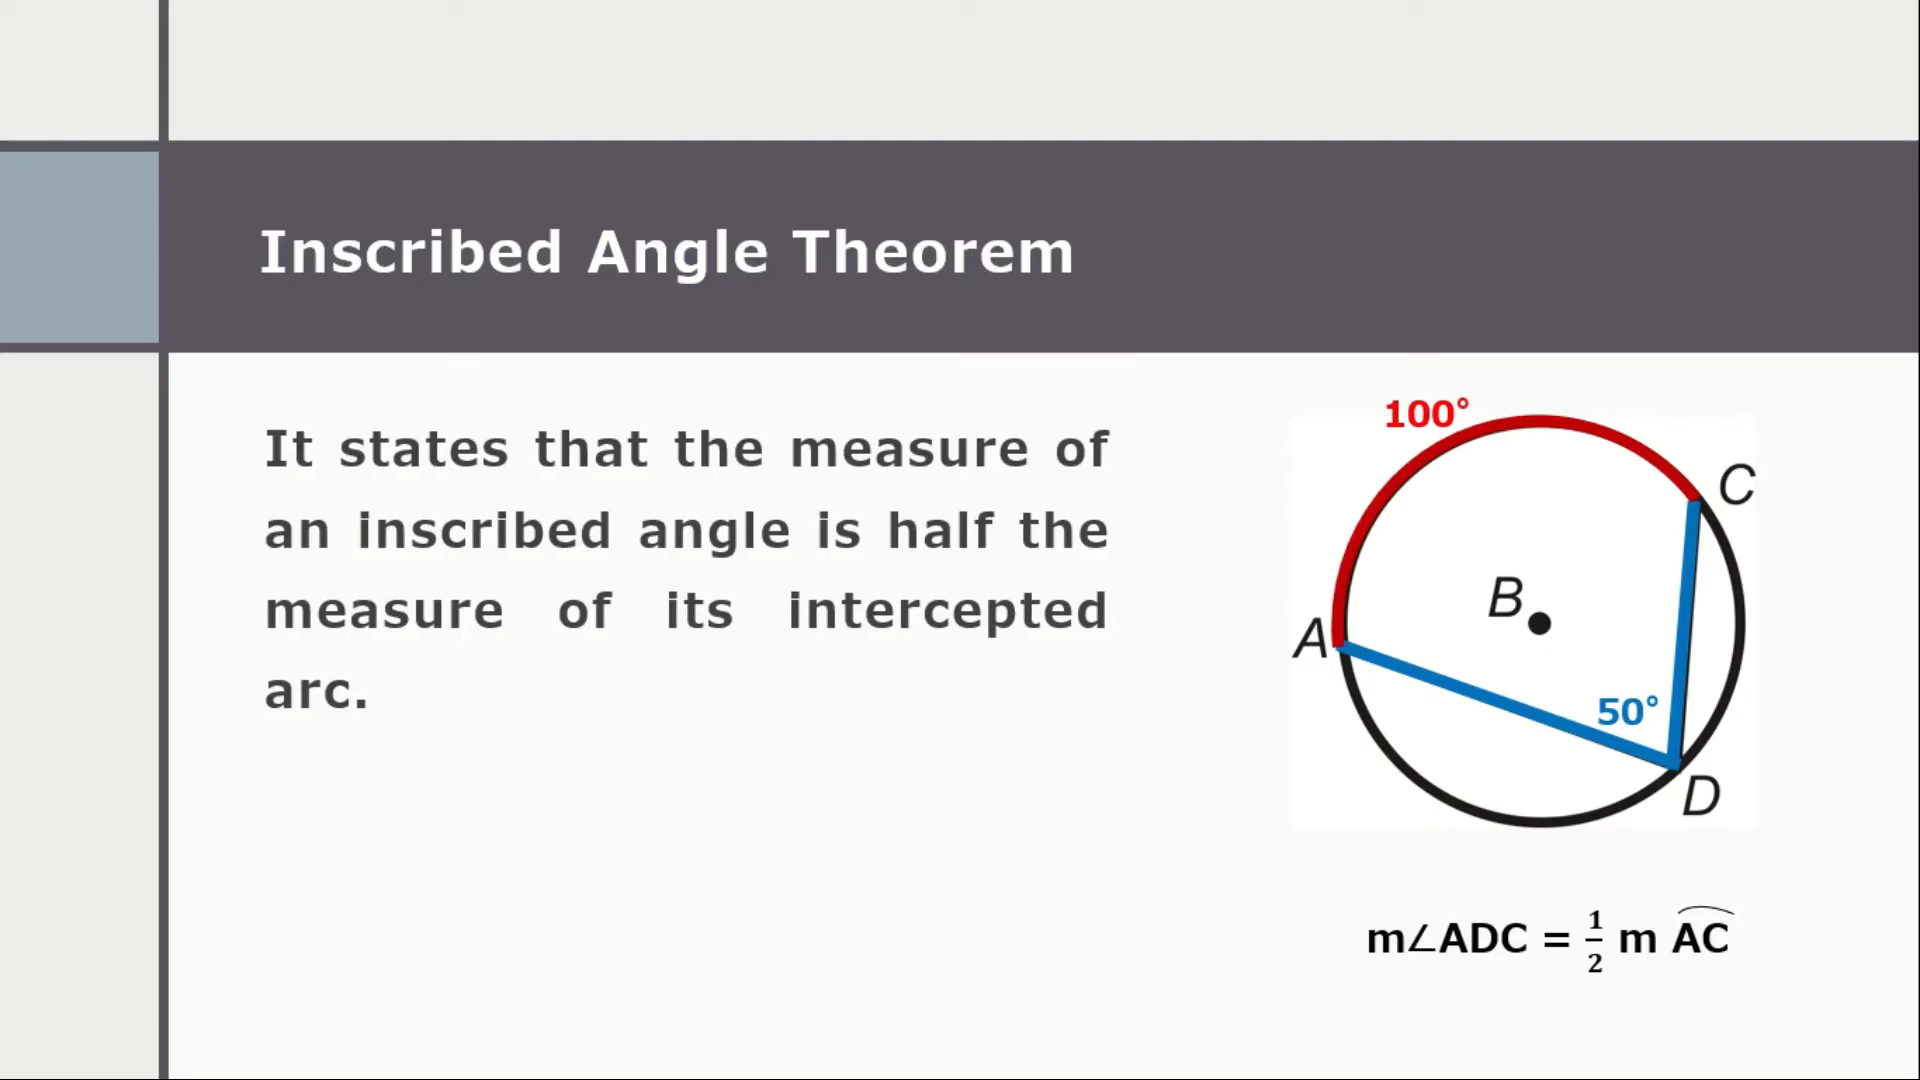 Inscribed Angle Theorem
It states that the measure of
an inscribed angle is half the
measure of its intercepted
arc.
100°
C
B
A
50°
D
m∠ADC = 1/2 m A͡C